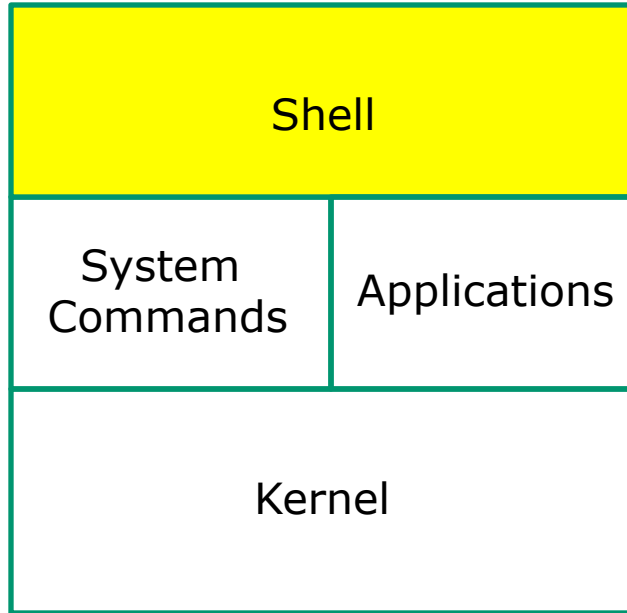 Shell
System
Commands
Applications
Kernel